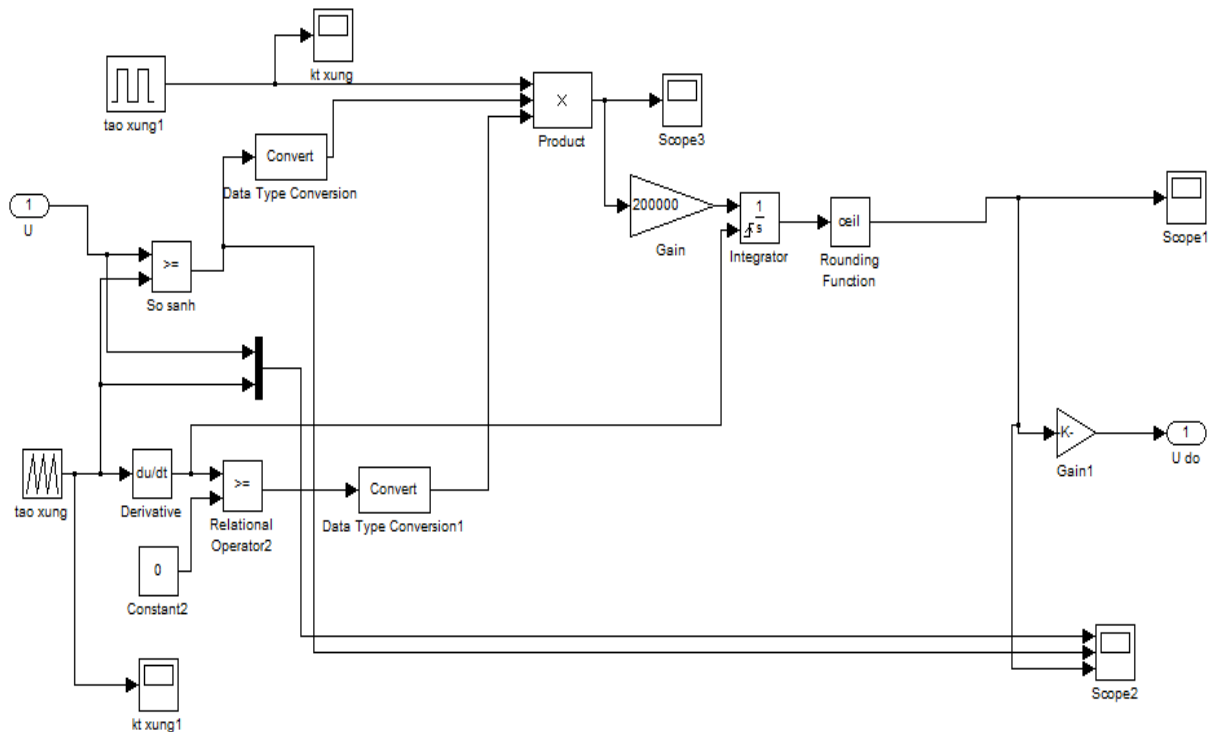 kt xung
tao xung1
X
Product
Scope3
Convert
Data Type Conversion
1
U
>=
So sanh
200000
Gain
1
s
Integrator
ceil
Rounding
Function
Scope1
tao xung
du/dt
Derivative
>=
Relational
Operator2
Convert
Data Type Conversion1
0
Constant2
-K-
Gain1
1
U do
kt xung1
Scope2